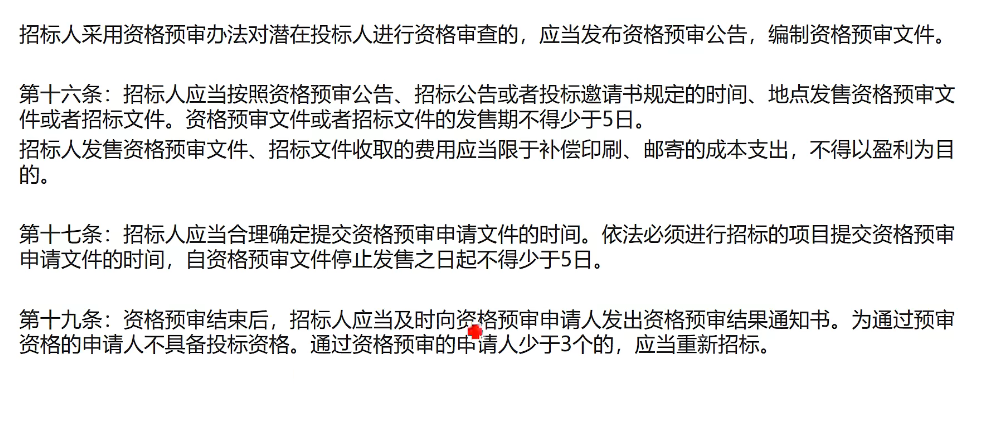 招标人采用资格预审办法对潜在投标人进行资格审查的，应当发布资格预审公告，编制资格预审文件。
第十六条：招标人应当按照资格预审公告、招标公告或者投标邀请书规定的时间、地点发售资格预审文
件或者招标文件。资格预审文件或者招标文件的发售期不得少于5日。
招标人发售资格预审文件、招标文件收取的费用应当限于补偿印刷、邮寄的成本支出，不得以盈利为目
的。
第十七条：招标人应当合理确定提交资格预审申请文件的时间。依法必须进行招标的项目提交资格预审
申请文件的时间，自资格预审文件停止发售之日起不得少于5日。
第十九条：资格预审结束后，招标人应当及时向资格预审申请人发出资格预审结果通知书。为通过预审
资格的申请人不具备投标资格。通过资格预审的申请人少于3个的，应当重新招标。